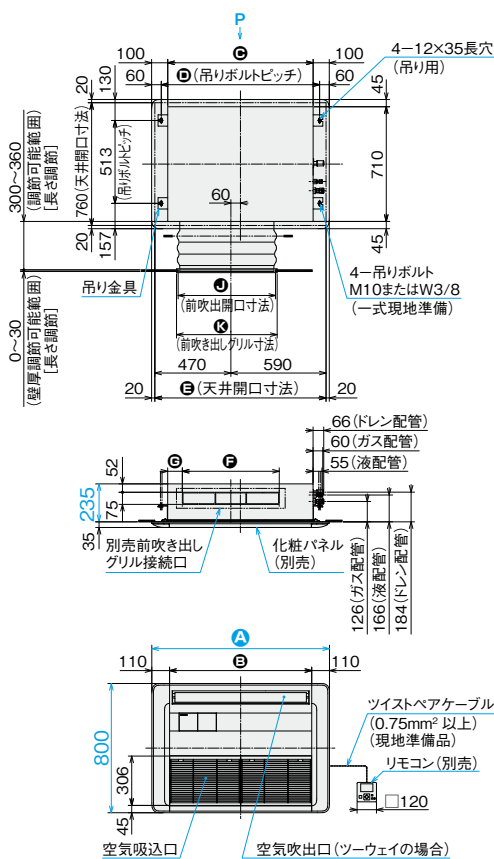 P
100
C
100
4−12×35長穴
(吊り用)
60
D(吊りボルトピッチ)
60
20
130
45
300〜360
(調節可能範囲)
[長さ調節]
760(天井開口寸法)
513
(吊りボルトピッチ)
710
60
20
157
45
吊り金具
J
(前吹出開口寸法)
K
(前吹き出しグリル寸法)
4−吊りボルト
M10またはW3/8
(一式現地準備)
0〜30
(壁厚調節可能範囲)
[長さ調節]
470
590
20
E(天井開口寸法)
20
66(ドレン配管)
60(ガス配管)
55(液配管)
G
F
52
235
75
35
別売前吹き出し
グリル接続口
化粧パネル
(別売)
126(ガス配管)
166(液配管)
184(ドレン配管)
A
110
B
110
800
306
45
ツイストペアケーブル
(0.75mm² 以上)
(現地準備品)
リモコン(別売)
□120
空気吸込口
空気吹出口(ツーウェイの場合)